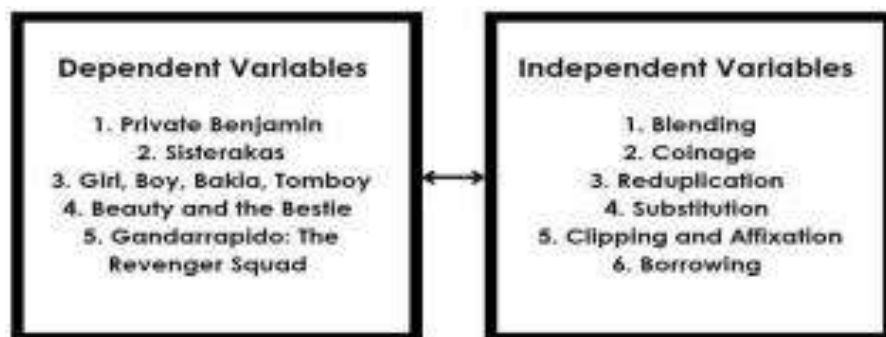 Dependent Variables
1. Private Benjamin
2. Sisterakas
3. Girl, Boy, Bakla, Tomboy
4. Beauty and the Bestie
5. Gandarrapido: The
Revenger Squad
Independent Variables
1. Blending
2. Coinage
3. Reduplication
4. Substitution
5. Clipping and Affixation
6. Borrowing